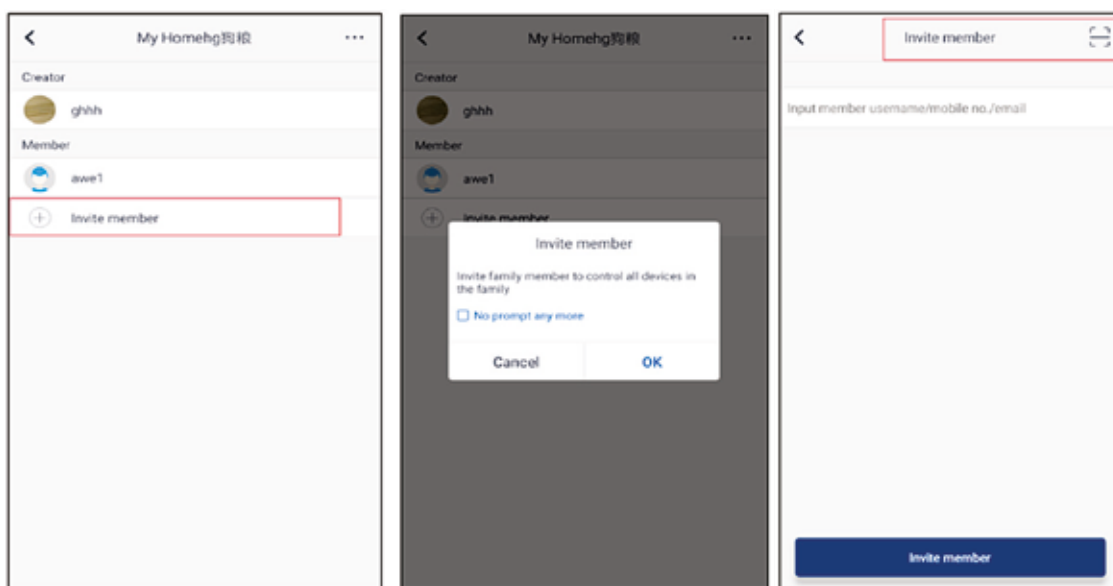 My Homehg狗粮
Creator
ghhh
Member
awe1
Invite member
My Homehg狗粮
Creator
ghhh
Member
awe1
Invite member
Invite member
Invite family member to control all devices in
the family
No prompt any more
Cancel OK
Invite member
Input member username/mobile no./email
Invite member